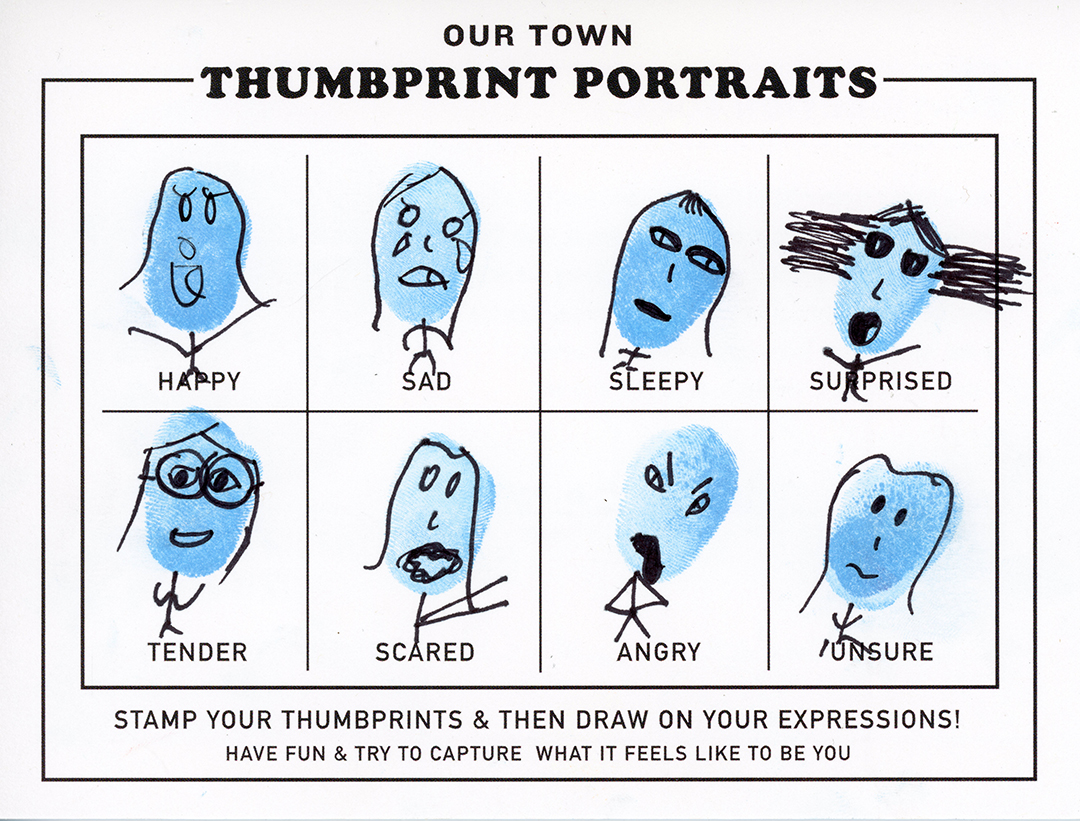 OUR TOWN
THUMBPRINT PORTRAITS
HAPPY
SAD
SLEEPY
SURPRISED
TENDER
SCARED
ANGRY
UNSURE
STAMP YOUR THUMBPRINTS & THEN DRAW ON YOUR EXPRESSIONS!
HAVE FUN & TRY TO CAPTURE WHAT IT FEELS LIKE TO BE YOU